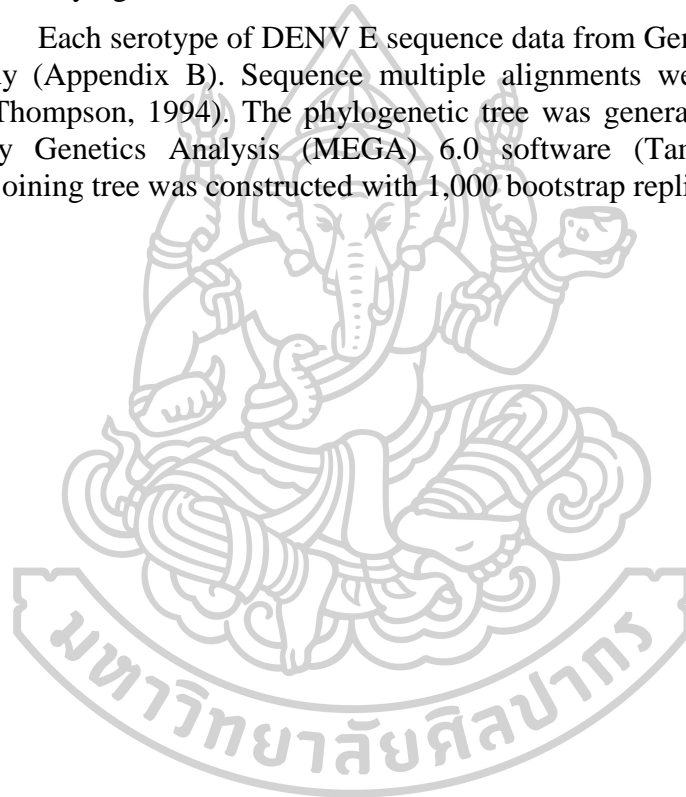 Each serotype of DENV E sequence data from Gen
y (Appendix B). Sequence multiple alignments we
Thompson, 1994). The phylogenetic tree was genera
y Genetics Analysis (MEGA) 6.0 software (Tam
oining tree was constructed with 1,000 bootstrap repli
มหาวิทยาลัยศิลปากร